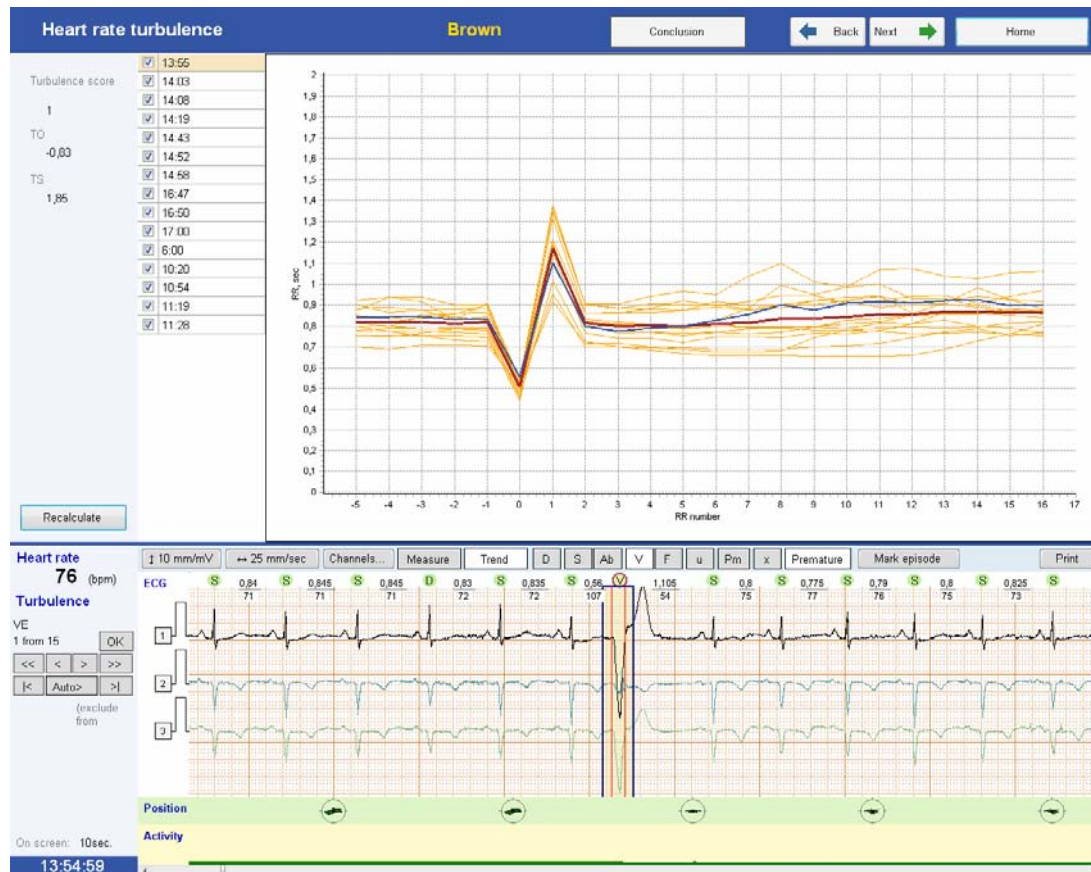 Heart rate turbulence Brown Conclusion Back Next Home
Turbulence score
1
TO
-0,83
TS
1,85
Recalculate
13:55
14:03
14:08
14:19
14:43
14:52
14:58
16:47
16:50
17:00
6:00
10:20
10:54
11:19
11:28
RR, sec
2
1,9
1,8
1,7
1,6
1,5
1,4
1,3
1,2
1,1
1
0,9
0,8
0,7
0,6
0,5
0,4
0,3
0,2
0,1
0
-5 -4 -3 -2 -1 0 1 2 3 4 5 6 7 8 9 10 11 12 13 14 15 16 17
RR number
Heart rate
76 (bpm)
Turbulence
VE
1 from 15 OK
<< < > >>
|< Auto> >|
(exclude
from
On screen: 10sec.
13:54:59
10 mm/mV 25 mm/sec Channels... Measure Trend D S Ab V F u Pm x Premature Mark episode Print
ECG S 0,84 S 0,845 S 0,845 D 0,83 S 0,835 S 0,56 V 1,105 S 0,8 S 0,775 S 0,79 S 0,8 S 0,825 S
71 71 71 72 72 107 54 75 77 76 75 73
1
2
3
Position
Activity